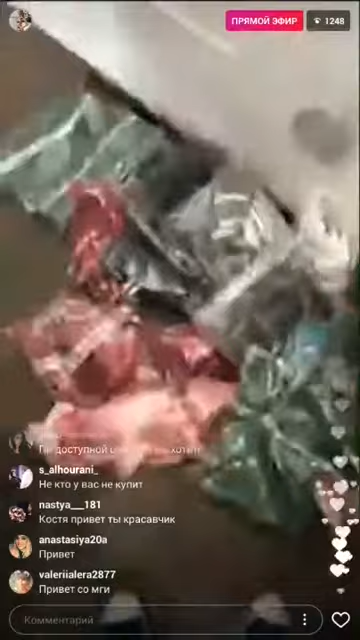 ПРЯМОЙ ЭФИР
1248
s_alhourani_
Не кто у вас не купит
nastya___181
Костя привет ты красавчик
anastasiya20a
Привет
valeriialera2877
Привет со мги
Комментарий